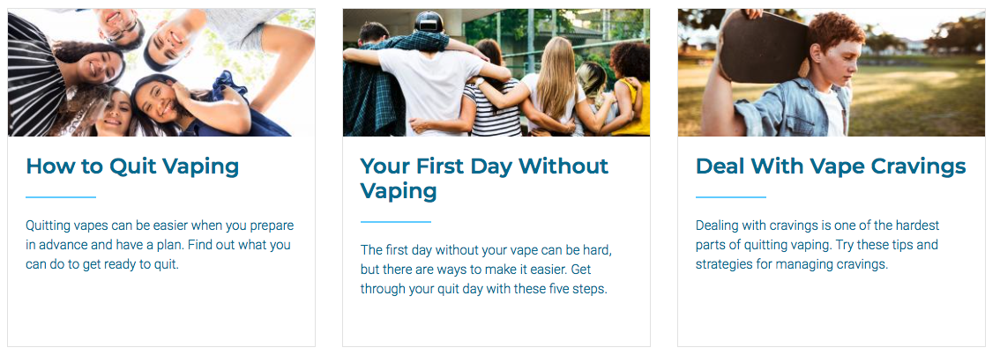 How to Quit Vaping
Quitting vapes can be easier when you prepare
in advance and have a plan. Find out what you
can do to get ready to quit.
Your First Day Without
Vaping
The first day without your vape can be hard,
but there are ways to make it easier. Get
through your quit day with these five steps.
Deal With Vape Cravings
Dealing with cravings is one of the hardest
parts of quitting vaping. Try these tips and
strategies for managing cravings.